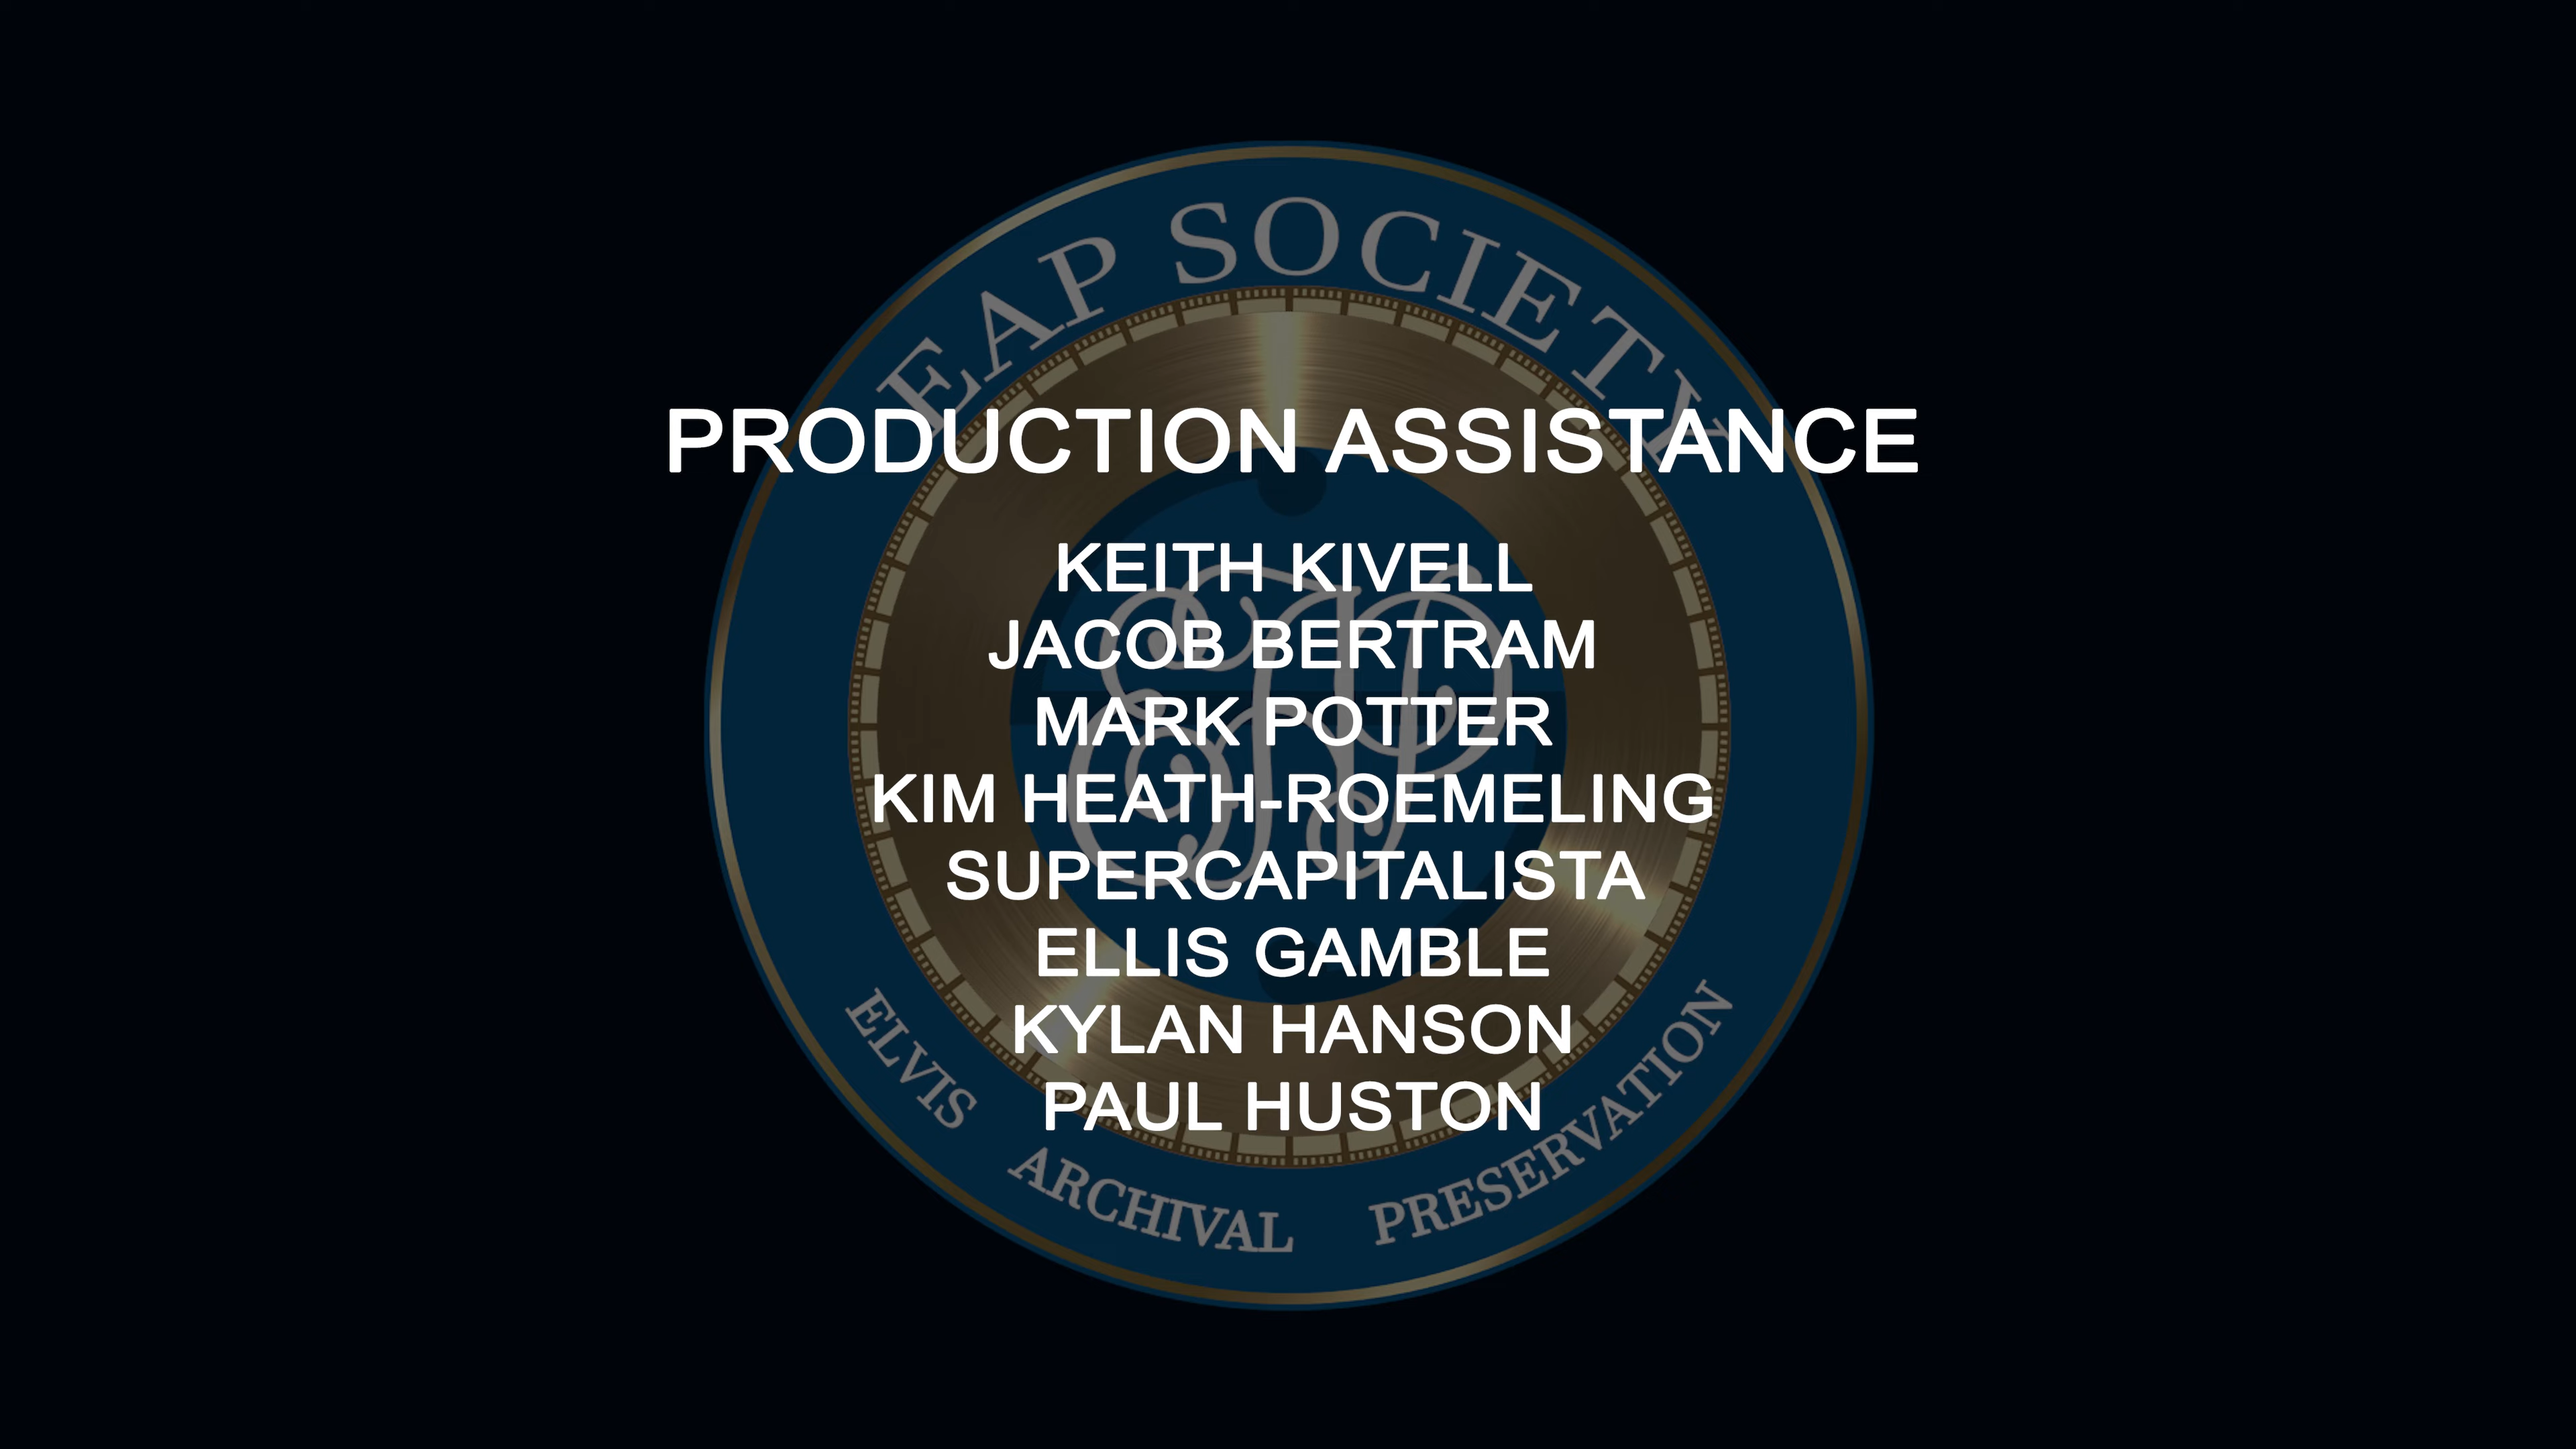 EAP SOCIETY
PRODUCTION ASSISTANCE
KEITH KIVELL
JACOB BERTRAM
MARK POTTER
KIM HEATH-ROEMELING
SUPERCAPITALISTA
ELLIS GAMBLE
KYLAN HANSON
PAUL HUSTON
ELVIS ARCHIVAL PRESERVATION